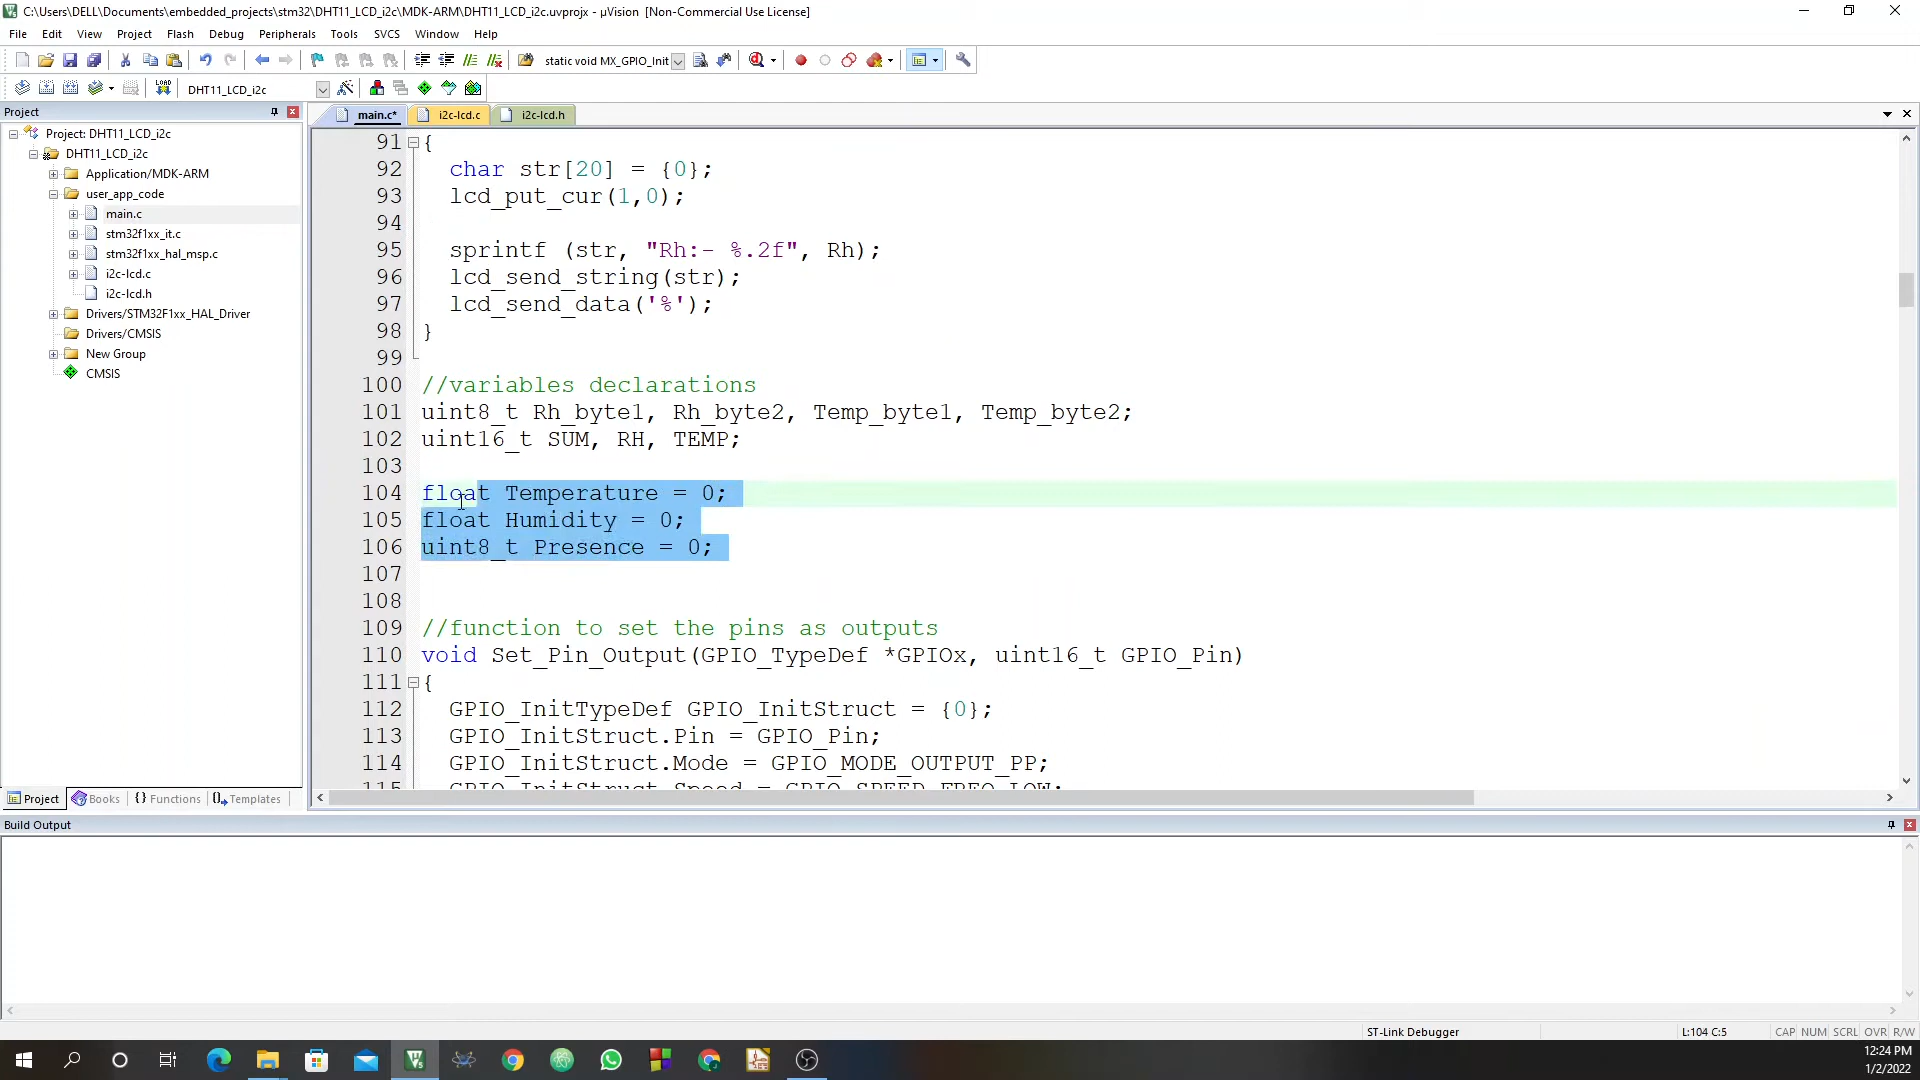 C:\Users\DELL\Documents\embedded_projects\stm32\DHT11_LCD_i2c\MDK-ARM\DHT11_LCD_i2c.uvprojx - µVision  [Non-Commercial Use License]
File Edit View Project Flash Debug Peripherals Tools SVCS Window Help
static void MX_GPIO_Init
LOAD DHT11_LCD_i2c
Project
Project: DHT11_LCD_i2c
DHT11_LCD_i2c
Application/MDK-ARM
user_app_code
main.c
stm32f1xx_it.c
stm32f1xx_hal_msp.c
i2c-lcd.c
i2c-lcd.h
Drivers/STM32F1xx_HAL_Driver
Drivers/CMSIS
New Group
CMSIS
Project Books Functions Templates
main.c* i2c-lcd.c i2c-lcd.h
91 {
92 char str[20] = {0};
93 lcd_put_cur(1,0);
94
95 sprintf (str, "Rh:- %.2f", Rh);
96 lcd_send_string(str);
97 lcd_send_data('%');
98 }
99
100 //variables declarations
101 uint8_t Rh_byte1, Rh_byte2, Temp_byte1, Temp_byte2;
102 uint16_t SUM, RH, TEMP;
103
104 float Temperature = 0;
105 float Humidity = 0;
106 uint8_t Presence = 0;
107
108
109 //function to set the pins as outputs
110 void Set_Pin_Output(GPIO_TypeDef *GPIOx, uint16_t GPIO_Pin)
111 {
112 GPIO_InitTypeDef GPIO_InitStruct = {0};
113 GPIO_InitStruct.Pin = GPIO_Pin;
114 GPIO_InitStruct.Mode = GPIO_MODE_OUTPUT_PP;
115 GPIO_InitStruct.Speed = GPIO_SPEED_FREQ_LOW;
Build Output
ST-Link Debugger L:104 C:5 CAP NUM SCRL OVR R/W
12:24 PM
1/2/2022